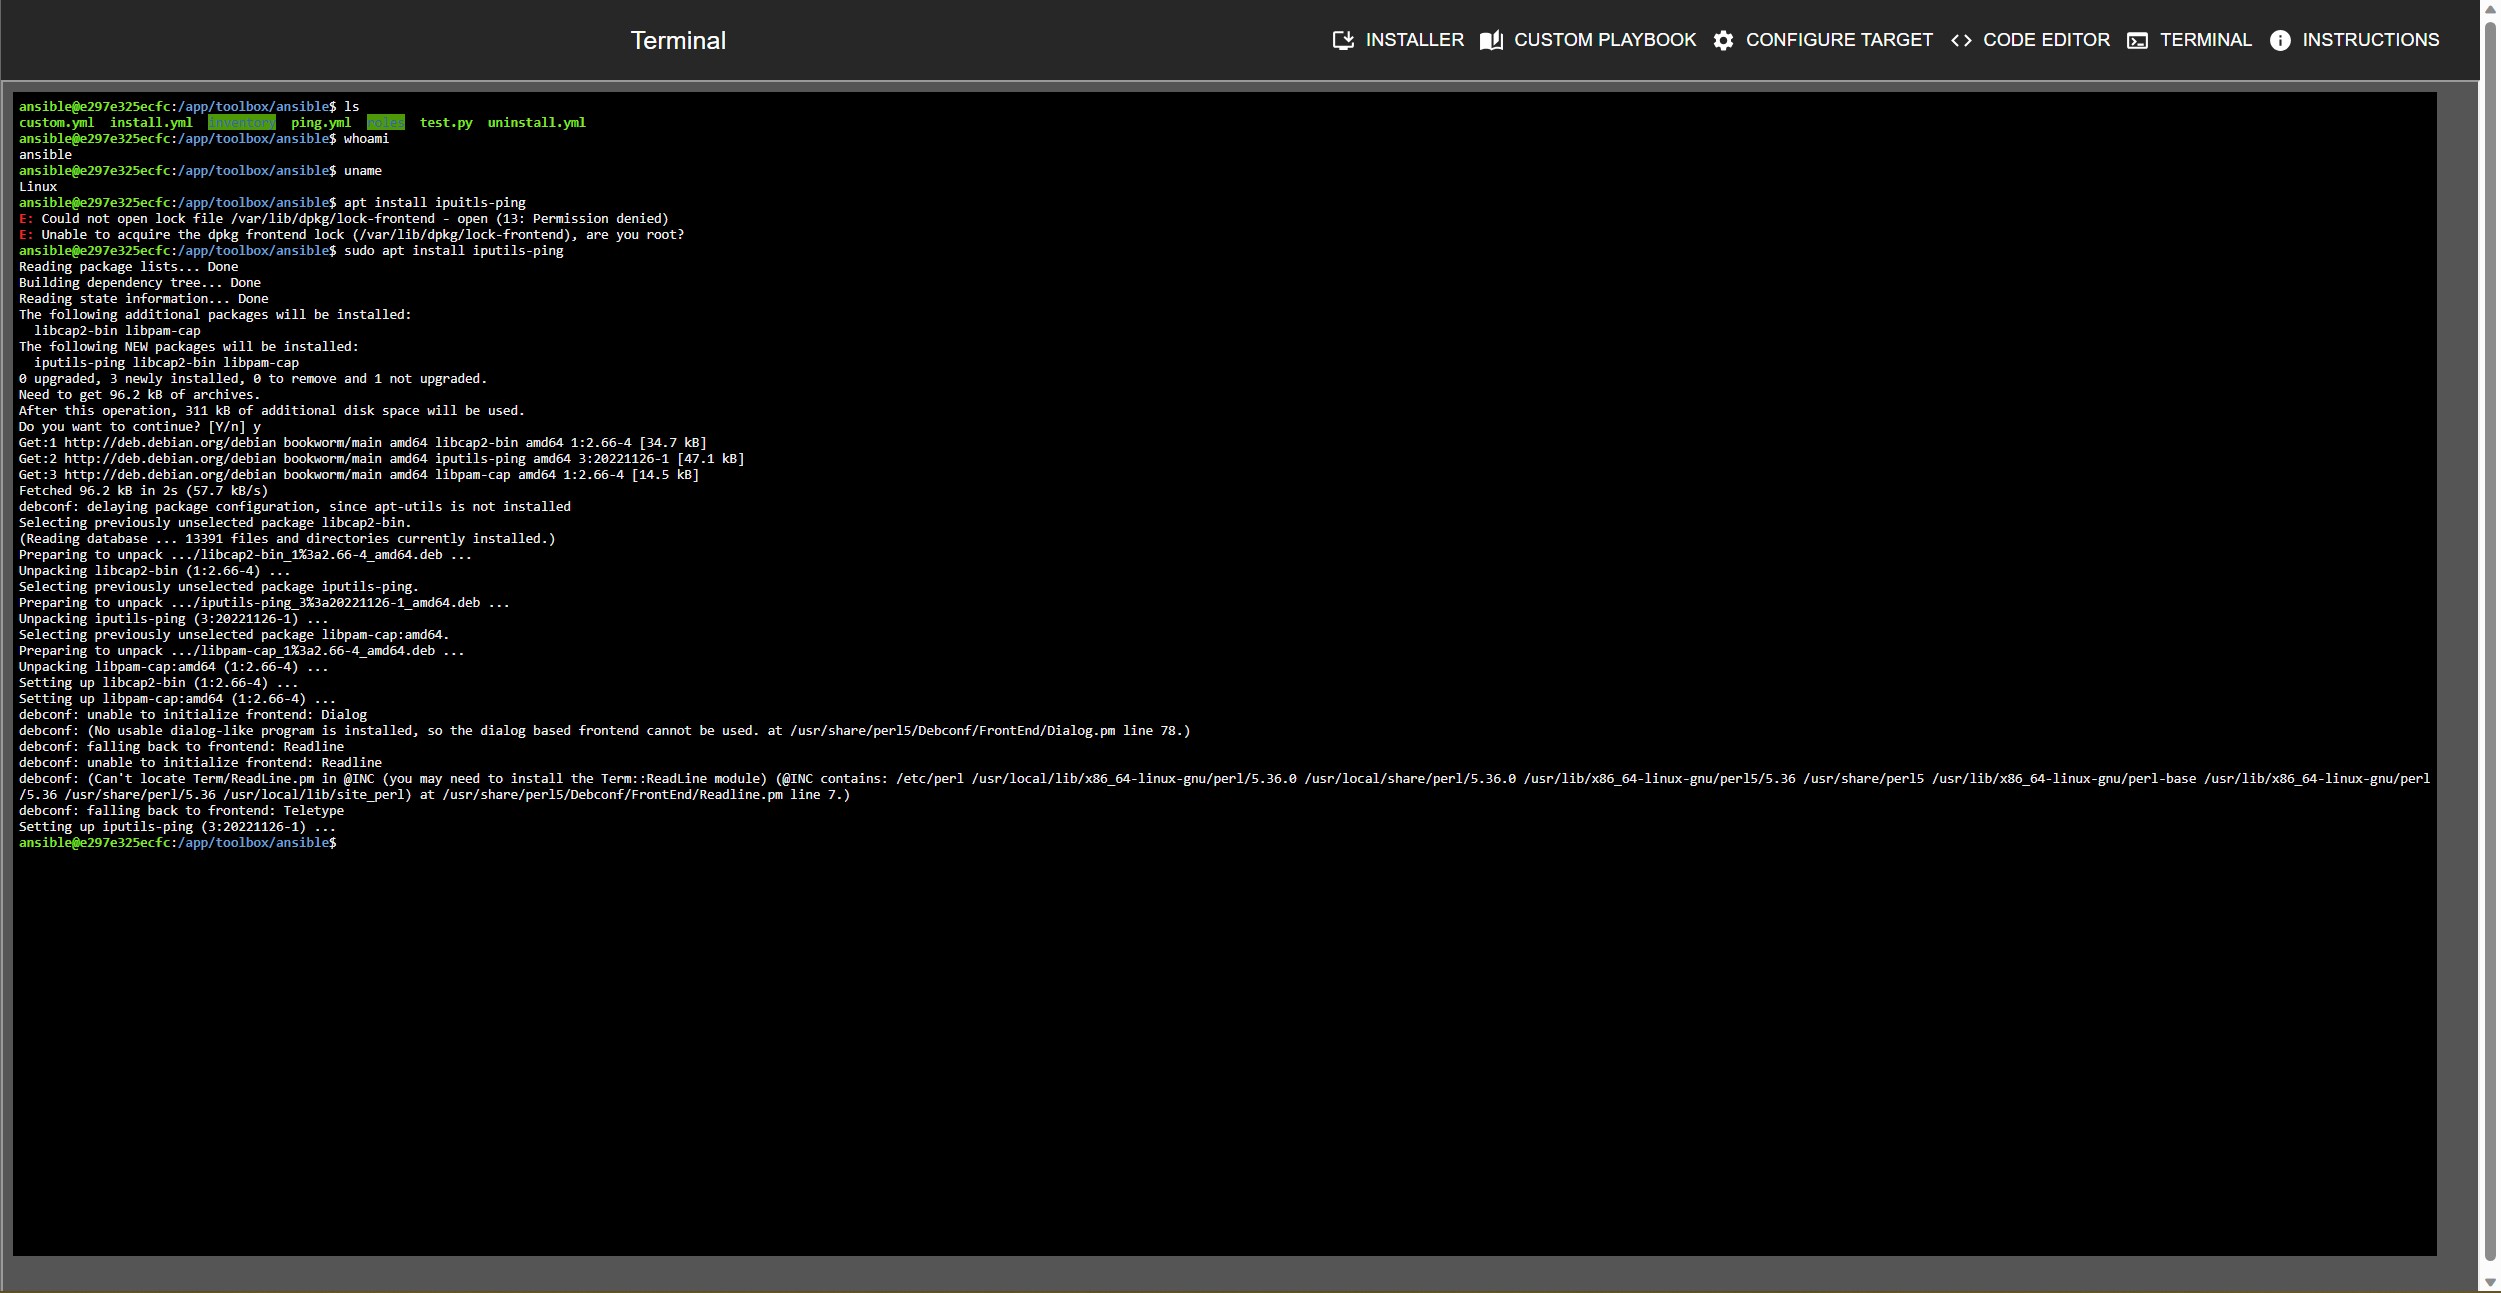 Terminal
INSTALLER CUSTOM PLAYBOOK CONFIGURE TARGET CODE EDITOR TERMINAL INSTRUCTIONS
ansible@e297e325ecfc:/app/toolbox/ansible$ ls
custom.yml  install.yml  inventory  ping.yml  roles  test.py  uninstall.yml
ansible@e297e325ecfc:/app/toolbox/ansible$ whoami
ansible
ansible@e297e325ecfc:/app/toolbox/ansible$ uname
Linux
ansible@e297e325ecfc:/app/toolbox/ansible$ apt install ipuitls-ping
E: Could not open lock file /var/lib/dpkg/lock-frontend - open (13: Permission denied)
E: Unable to acquire the dpkg frontend lock (/var/lib/dpkg/lock-frontend), are you root?
ansible@e297e325ecfc:/app/toolbox/ansible$ sudo apt install iputils-ping
Reading package lists... Done
Building dependency tree... Done
Reading state information... Done
The following additional packages will be installed:
  libcap2-bin libpam-cap
The following NEW packages will be installed:
  iputils-ping libcap2-bin libpam-cap
0 upgraded, 3 newly installed, 0 to remove and 1 not upgraded.
Need to get 96.2 kB of archives.
After this operation, 311 kB of additional disk space will be used.
Do you want to continue? [Y/n] y
Get:1 http://deb.debian.org/debian bookworm/main amd64 libcap2-bin amd64 1:2.66-4 [34.7 kB]
Get:2 http://deb.debian.org/debian bookworm/main amd64 iputils-ping amd64 3:20221126-1 [47.1 kB]
Get:3 http://deb.debian.org/debian bookworm/main amd64 libpam-cap amd64 1:2.66-4 [14.5 kB]
Fetched 96.2 kB in 2s (57.7 kB/s)
debconf: delaying package configuration, since apt-utils is not installed
Selecting previously unselected package libcap2-bin.
(Reading database ... 13391 files and directories currently installed.)
Preparing to unpack .../libcap2-bin_1%3a2.66-4_amd64.deb ...
Unpacking libcap2-bin (1:2.66-4) ...
Selecting previously unselected package iputils-ping.
Preparing to unpack .../iputils-ping_3%3a20221126-1_amd64.deb ...
Unpacking iputils-ping (3:20221126-1) ...
Selecting previously unselected package libpam-cap:amd64.
Preparing to unpack .../libpam-cap_1%3a2.66-4_amd64.deb ...
Unpacking libpam-cap:amd64 (1:2.66-4) ...
Setting up libcap2-bin (1:2.66-4) ...
Setting up libpam-cap:amd64 (1:2.66-4) ...
debconf: unable to initialize frontend: Dialog
debconf: (No usable dialog-like program is installed, so the dialog based frontend cannot be used. at /usr/share/perl5/Debconf/FrontEnd/Dialog.pm line 78.)
debconf: falling back to frontend: Readline
debconf: unable to initialize frontend: Readline
debconf: (Can't locate Term/ReadLine.pm in @INC (you may need to install the Term::ReadLine module) (@INC contains: /etc/perl /usr/local/lib/x86_64-linux-gnu/perl/5.36.0 /usr/local/share/perl/5.36.0 /usr/lib/x86_64-linux-gnu/perl5/5.36 /usr/share/perl5 /usr/lib/x86_64-linux-gnu/perl-base /usr/lib/x86_64-linux-gnu/perl
/5.36 /usr/share/perl/5.36 /usr/local/lib/site_perl) at /usr/share/perl5/Debconf/FrontEnd/Readline.pm line 7.)
debconf: falling back to frontend: Teletype
Setting up iputils-ping (3:20221126-1) ...
ansible@e297e325ecfc:/app/toolbox/ansible$